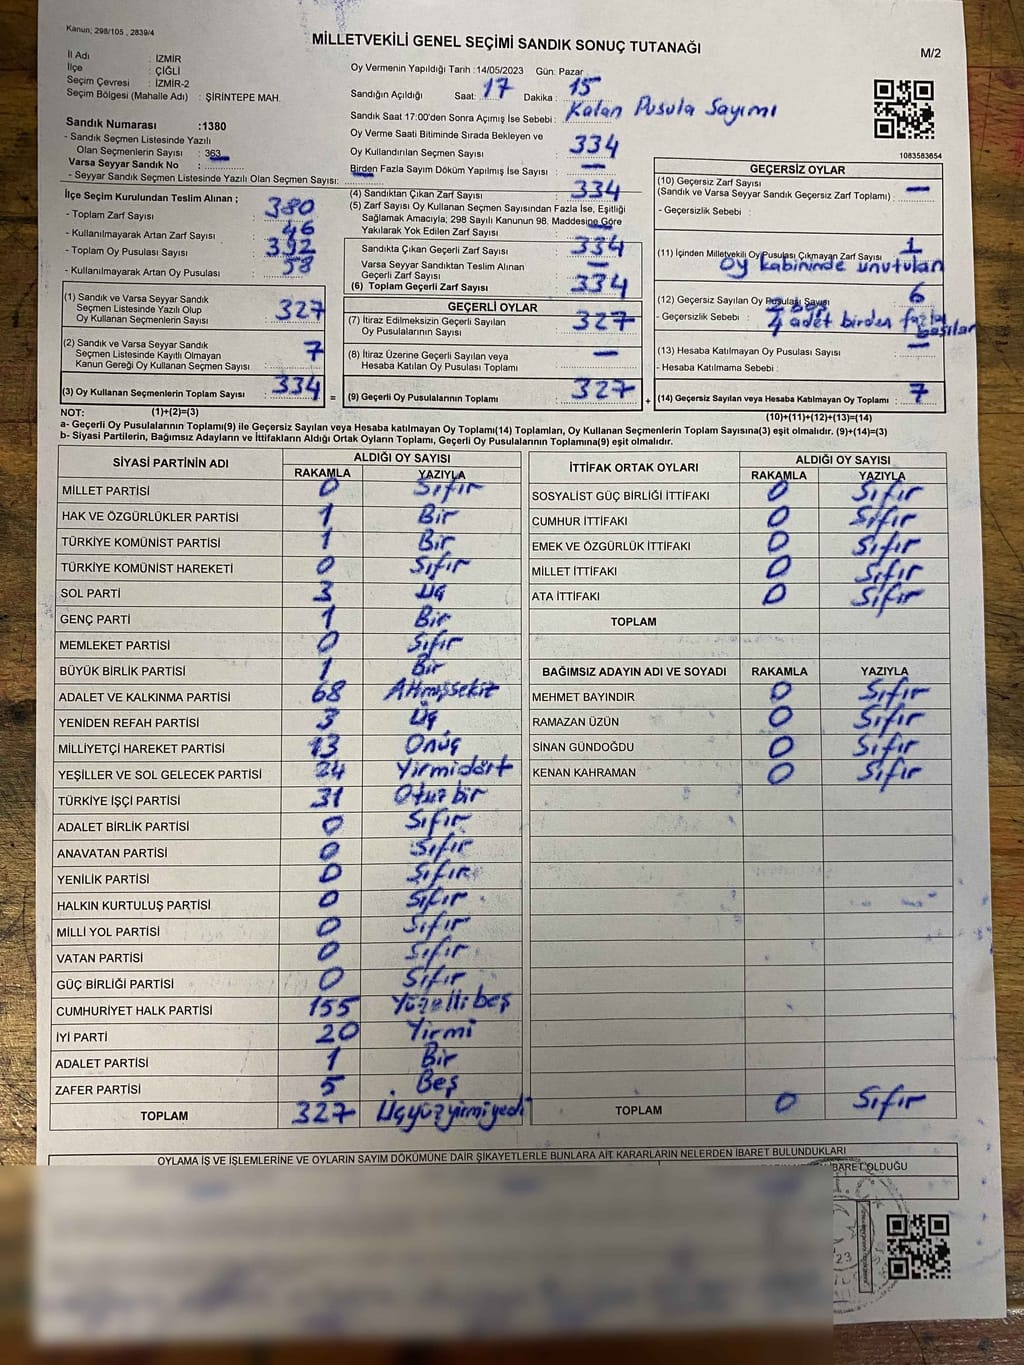 Kanun; 298/105 , 2839/4
MİLLETVEKİLİ GENEL SEÇİMİ SANDIK SONUÇ TUTANAĞI
M/2
İl Adı : İZMİR
İlçe : ÇİĞLİ
Seçim Çevresi : İZMİR-2
Seçim Bölgesi (Mahalle Adı) : ŞİRİNTEPE MAH.
Sandık Numarası :1380
- Sandık Seçmen Listesinde Yazılı
Olan Seçmenlerin Sayısı : 363
Varsa Seyyar Sandık No :
- Seyyar Sandık Seçmen Listesinde Yazılı Olan Seçmen Sayısı:
Oy Vermenin Yapıldığı Tarih :14/05/2023 Gün: Pazar
Sandığın Açıldığı Saat: 17 Dakika : 15
Sandık Saat 17:00'den Sonra Açımış İse Sebebi : Kalan Pusula Sayımı
Oy Verme Saati Bitiminde Sırada Bekleyen ve
Oy Kullandırılan Seçmen Sayısı : 334
Birden Fazla Sayım Döküm Yapılmış İse Sayısı : —
(4) Sandıktan Çıkan Zarf Sayısı : 334
(5) Zarf Sayısı Oy Kullanan Seçmen Sayısından Fazla İse, Eşitliği
Sağlamak Amacıyla; 298 Sayılı Kanunun 98. Maddesine Göre
Yakılarak Yok Edilen Zarf Sayısı : —
1083583654
İlçe Seçim Kurulundan Teslim Alınan ;
- Toplam Zarf Sayısı : 380
- Kullanılmayarak Artan Zarf Sayısı : 46
- Toplam Oy Pusulası Sayısı : 392
- Kullanılmayarak Artan Oy Pusulası : 58
Sandıkta Çıkan Geçerli Zarf Sayısı : 334
Varsa Seyyar Sandıktan Teslim Alınan
Geçerli Zarf Sayısı : —
(6) Toplam Geçerli Zarf Sayısı : 334
GEÇERSİZ OYLAR
(10) Geçersiz Zarf Sayısı
(Sandık ve Varsa Seyyar Sandık Geçersiz Zarf Toplamı) : —
- Geçersizlik Sebebi :
(11) İçinden Milletvekili Oy Pusulası Çıkmayan Zarf Sayısı : 1
Oy kabininde unutulan
(12) Geçersiz Sayılan Oy Pusulası Sayısı : 6
- Geçersizlik Sebebi : 2 boş
4 adet birden fazla
basılan
(13) Hesaba Katılmayan Oy Pusulası Sayısı : —
- Hesaba Katılmama Sebebi :
(1) Sandık ve Varsa Seyyar Sandık
Seçmen Listesinde Yazılı Olup
Oy Kullanan Seçmenlerin Sayısı : 327
(2) Sandık ve Varsa Seyyar Sandık
Seçmen Listesinde Kayıtlı Olmayan
Kanun Gereği Oy Kullanan Seçmen Sayısı : 7
GEÇERLİ OYLAR
(7) İtiraz Edilmeksizin Geçerli Sayılan
Oy Pusulalarının Sayısı : 327
(8) İtiraz Üzerine Geçerli Sayılan veya
Hesaba Katılan Oy Pusulası Toplamı : —
(3) Oy Kullanan Seçmenlerin Toplam Sayısı : 334 = (9) Geçerli Oy Pusulalarının Toplamı : 327 + (14) Geçersiz Sayılan veya Hesaba Katılmayan Oy Toplamı : 7
NOT: (1)+(2)=(3) (10)+(11)+(12)+(13)=(14)
a- Geçerli Oy Pusulalarının Toplamı(9) ile Geçersiz Sayılan veya Hesaba katılmayan Oy Toplamı(14) Toplamları, Oy Kullanan Seçmenlerin Toplam Sayısına(3) eşit olmalıdır. (9)+(14)=(3)
b- Siyasi Partilerin, Bağımsız Adayların ve İttifakların Aldığı Ortak Oyların Toplamı, Geçerli Oy Pusulalarının Toplamına(9) eşit olmalıdır.
SİYASİ PARTİNİN ADI ALDIĞI OY SAYISI
RAKAMLA YAZIYLA
MİLLET PARTİSİ 0 Sıfır
HAK VE ÖZGÜRLÜKLER PARTİSİ 1 Bir
TÜRKİYE KOMÜNİST PARTİSİ 1 Bir
TÜRKİYE KOMÜNİST HAREKETİ 0 Sıfır
SOL PARTİ 3 Üç
GENÇ PARTİ 1 Bir
MEMLEKET PARTİSİ 0 Sıfır
BÜYÜK BİRLİK PARTİSİ 1 Bir
ADALET VE KALKINMA PARTİSİ 68 Atmışsekiz
YENİDEN REFAH PARTİSİ 3 Üç
MİLLİYETÇİ HAREKET PARTİSİ 13 Onüç
YEŞİLLER VE SOL GELECEK PARTİSİ 24 Yirmidört
TÜRKİYE İŞÇİ PARTİSİ 31 Otuzbir
ADALET BİRLİK PARTİSİ 0 Sıfır
ANAVATAN PARTİSİ 0 Sıfır
YENİLİK PARTİSİ 0 Sıfır
HALKIN KURTULUŞ PARTİSİ 0 Sıfır
MİLLİ YOL PARTİSİ 0 Sıfır
VATAN PARTİSİ 0 Sıfır
GÜÇ BİRLİĞİ PARTİSİ 0 Sıfır
CUMHURİYET HALK PARTİSİ 155 Yüzellibeş
İYİ PARTİ 20 Yirmi
ADALET PARTİSİ 1 Bir
ZAFER PARTİSİ 5 Beş
TOPLAM 327 Üçyüzyirmiyedi
İTTİFAK ORTAK OYLARI ALDIĞI OY SAYISI
RAKAMLA YAZIYLA
SOSYALİST GÜÇ BİRLİĞİ İTTİFAKI 0 Sıfır
CUMHUR İTTİFAKI 0 Sıfır
EMEK VE ÖZGÜRLÜK İTTİFAKI 0 Sıfır
MİLLET İTTİFAKI 0 Sıfır
ATA İTTİFAKI 0 Sıfır
TOPLAM
BAĞIMSIZ ADAYIN ADI VE SOYADI RAKAMLA YAZIYLA
MEHMET BAYINDIR 0 Sıfır
RAMAZAN ÜZÜN 0 Sıfır
SİNAN GÜNDOĞDU 0 Sıfır
KENAN KAHRAMAN 0 Sıfır
TOPLAM 0 Sıfır
OYLAMA İŞ VE İŞLEMLERİNE VE OYLARIN SAYIM DÖKÜMÜNE DAİR ŞİKAYETLERLE BUNLARA AİT KARARLARIN NELERDEN İBARET BULUNDUKLARI
İBARET OLDUĞU